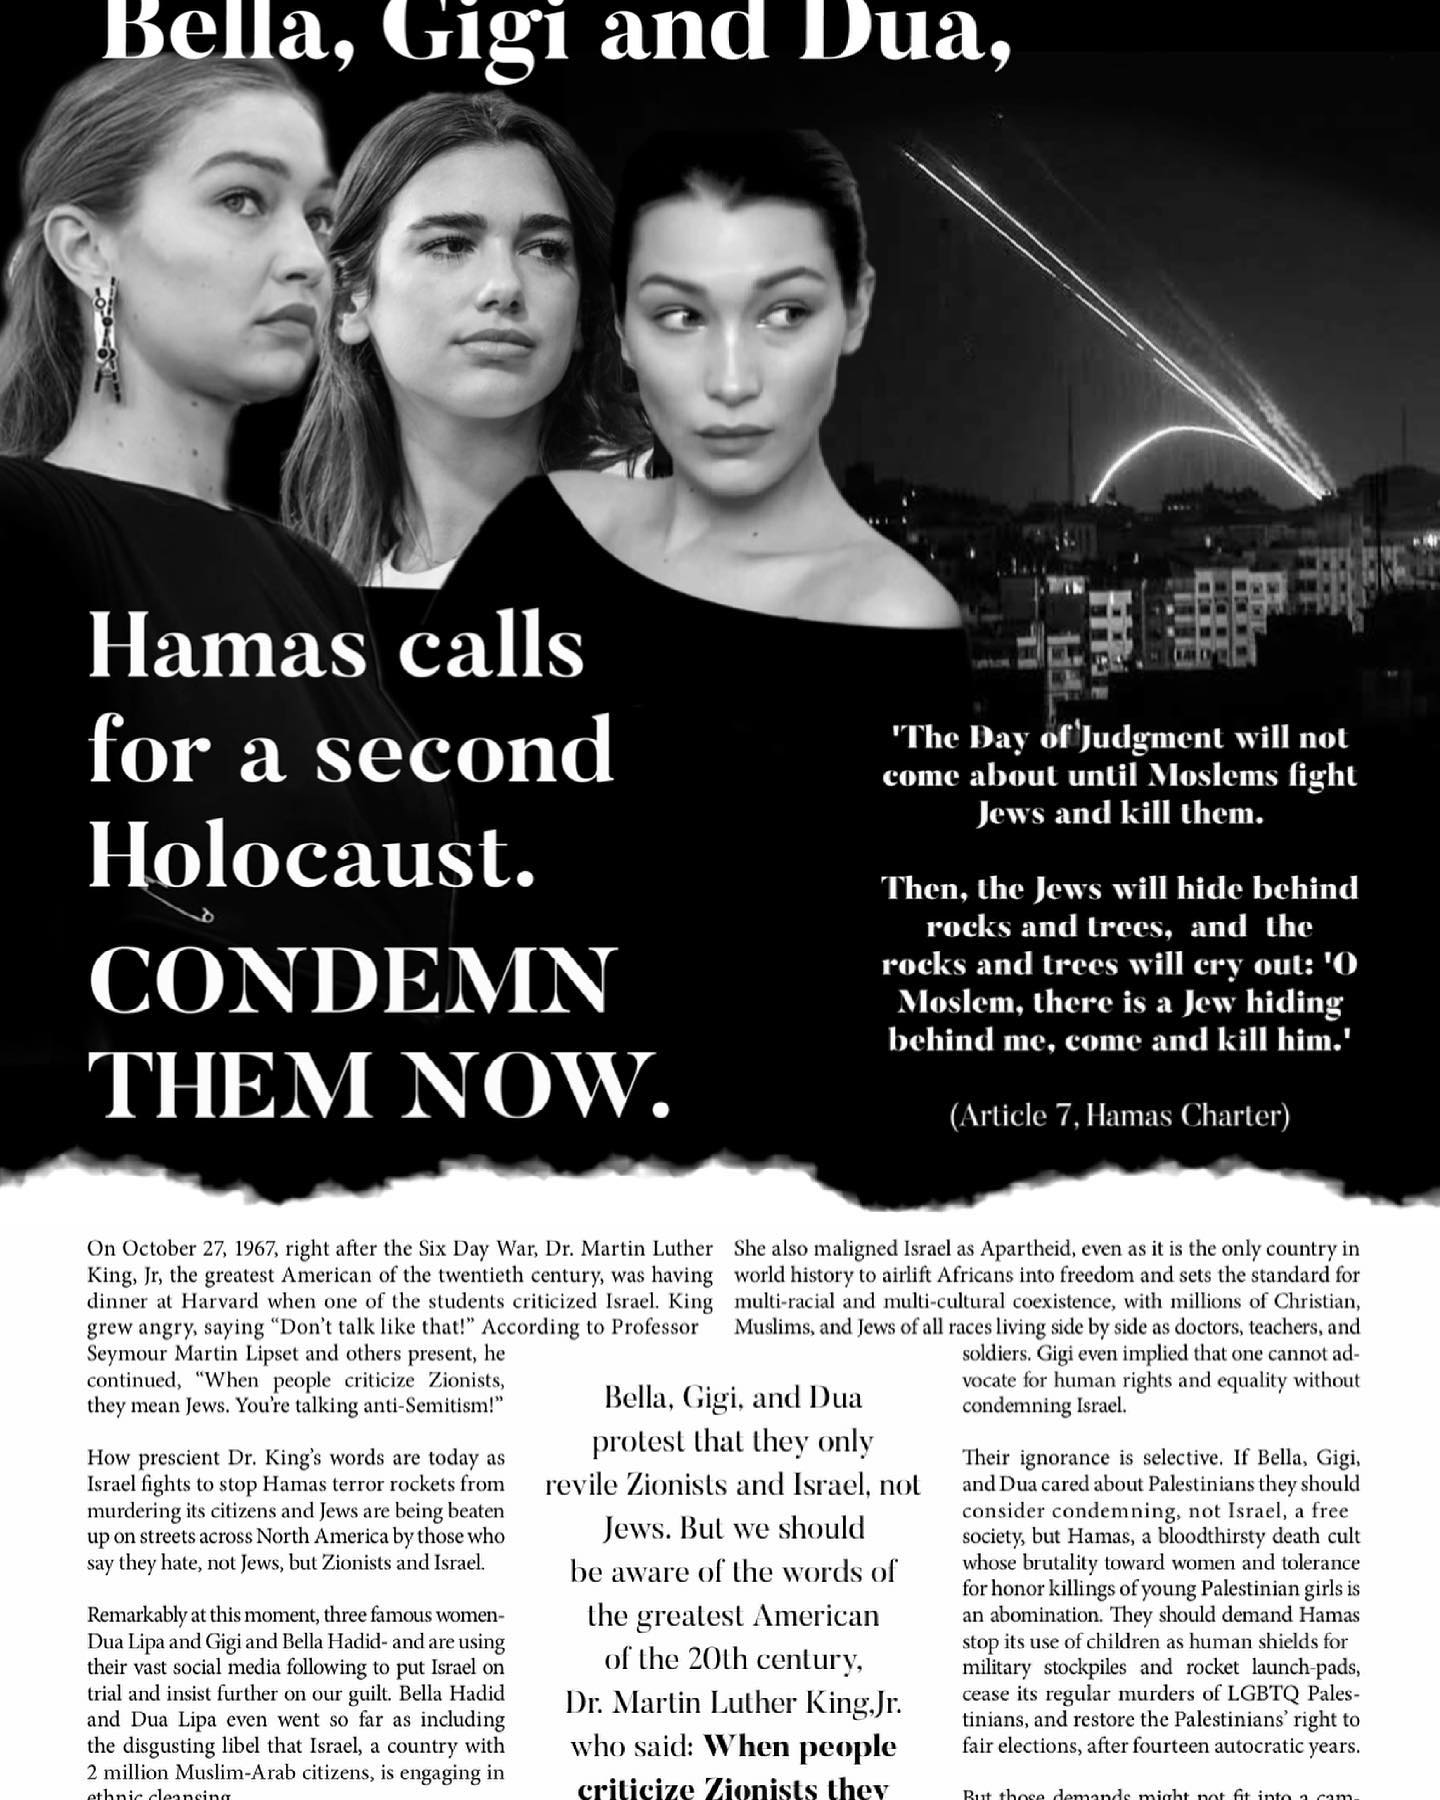 Bella, Gigi and Dua,
Hamas calls
for a second
Holocaust.
CONDEMN
THEM NOW.
'The Day of Judgment will not
come about until Moslems fight
Jews and kill them.
Then, the Jews will hide behind
rocks and trees, and the
rocks and trees will cry out: 'O
Moslem, there is a Jew hiding
behind me, come and kill him.'
(Article 7, Hamas Charter)
On October 27, 1967, right after the Six Day War, Dr. Martin Luther
King, Jr, the greatest American of the twentieth century, was having
dinner at Harvard when one of the students criticized Israel. King
grew angry, saying “Don’t talk like that!” According to Professor
Seymour Martin Lipset and others present, he
continued, “When people criticize Zionists,
they mean Jews. You’re talking anti-Semitism!”
How prescient Dr. King’s words are today as
Israel fights to stop Hamas terror rockets from
murdering its citizens and Jews are being beaten
up on streets across North America by those who
say they hate, not Jews, but Zionists and Israel.
Remarkably at this moment, three famous women-
Dua Lipa and Gigi and Bella Hadid- and are using
their vast social media following to put Israel on
trial and insist further on our guilt. Bella Hadid
and Dua Lipa even went so far as including
the disgusting libel that Israel, a country with
2 million Muslim-Arab citizens, is engaging in
ethnic cleansing.
Bella, Gigi, and Dua
protest that they only
revile Zionists and Israel, not
Jews. But we should
be aware of the words of
the greatest American
of the 20th century,
Dr. Martin Luther King,Jr.
who said: When people
criticize Zionists they
She also maligned Israel as Apartheid, even as it is the only country in
world history to airlift Africans into freedom and sets the standard for
multi-racial and multi-cultural coexistence, with millions of Christian,
Muslims, and Jews of all races living side by side as doctors, teachers, and
soldiers. Gigi even implied that one cannot ad-
vocate for human rights and equality without
condemning Israel.
Their ignorance is selective. If Bella, Gigi,
and Dua cared about Palestinians they should
consider condemning, not Israel, a free
society, but Hamas, a bloodthirsty death cult
whose brutality toward women and tolerance
for honor killings of young Palestinian girls is
an abomination. They should demand Hamas
stop its use of children as human shields for
military stockpiles and rocket launch-pads,
cease its regular murders of LGBTQ Pales-
tinians, and restore the Palestinians’ right to
fair elections, after fourteen autocratic years.
But those demands might not fit into a cam-